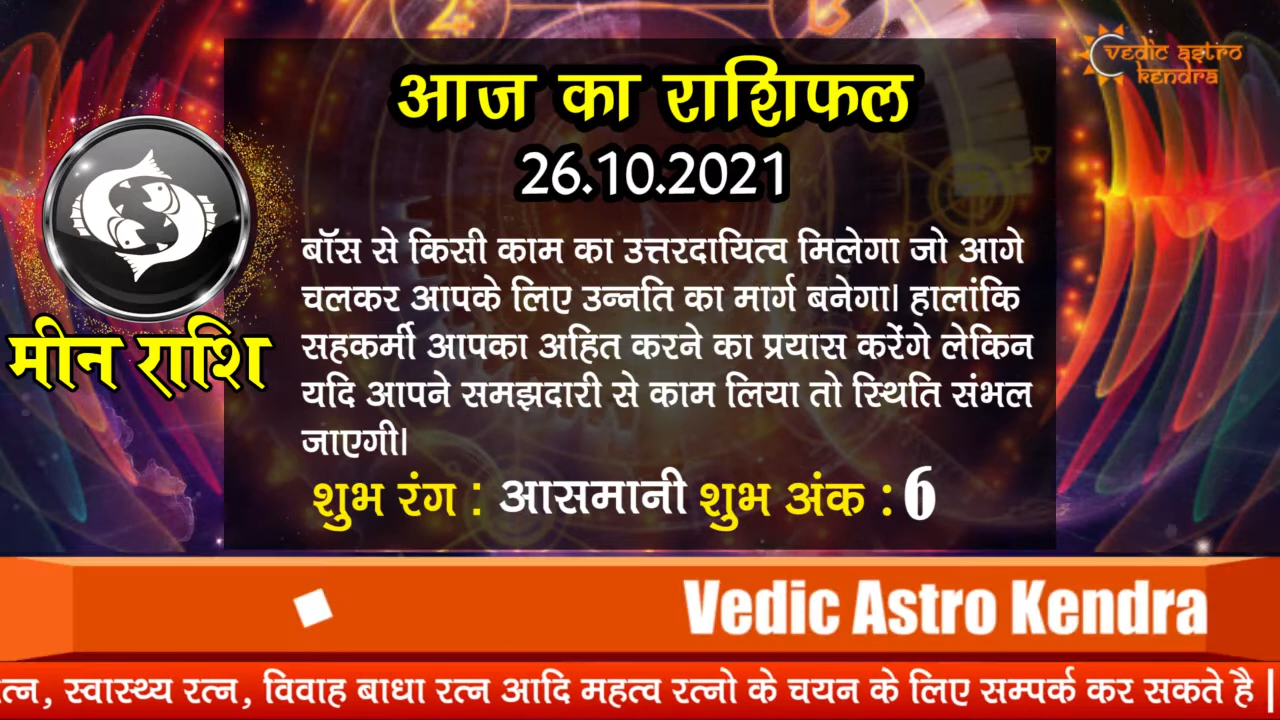 vedic astro
kendra
आज का राशिफल
26.10.2021
बॉस से किसी काम का उत्तरदायित्व मिलेगा जो आगे
चलकर आपके लिए उन्नति का मार्ग बनेगा। हालांकि
सहकर्मी आपका अहित करने का प्रयास करेंगे लेकिन
यदि आपने समझदारी से काम लिया तो स्थिति संभल
जाएगी।
मीन राशि
शुभ रंग : आसमानी शुभ अंक : 6
Vedic Astro Kendra
त्न, स्वास्थ्य रत्न, विवाह बाधा रत्न आदि महत्व रत्नो के चयन के लिए सम्पर्क कर सकते है |